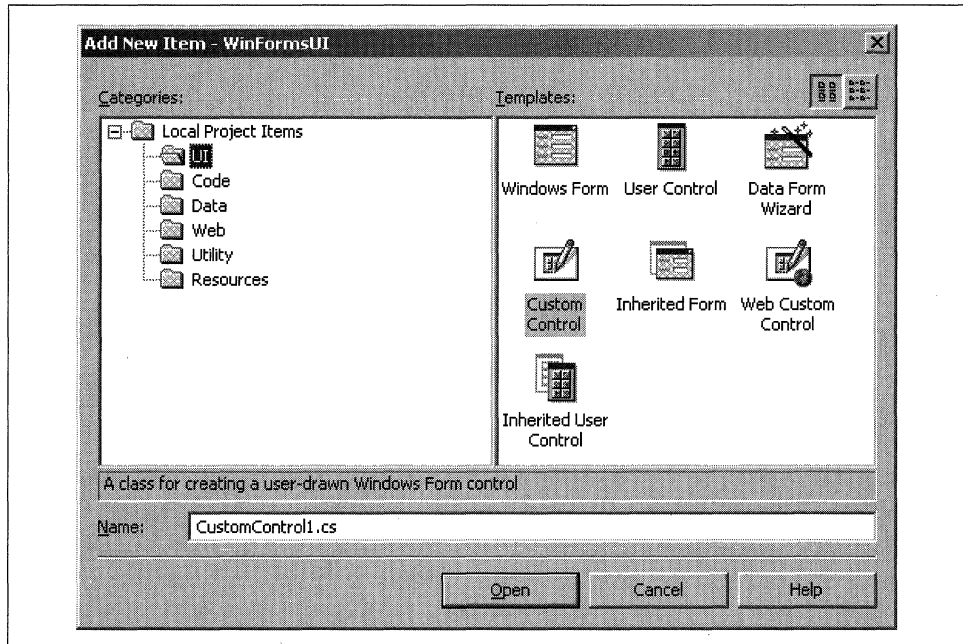 Add New Item - WinFormsUI
Categories:
Templates:
Local Project Items
UI
Code
Data
Web
Utility
Resources
Windows Form
User Control
Data Form
Wizard
Custom
Control
Inherited Form
Web Custom
Control
Inherited User
Control
A class for creating a user-drawn Windows Form control
Name:
CustomControl1.cs
Open
Cancel
Help